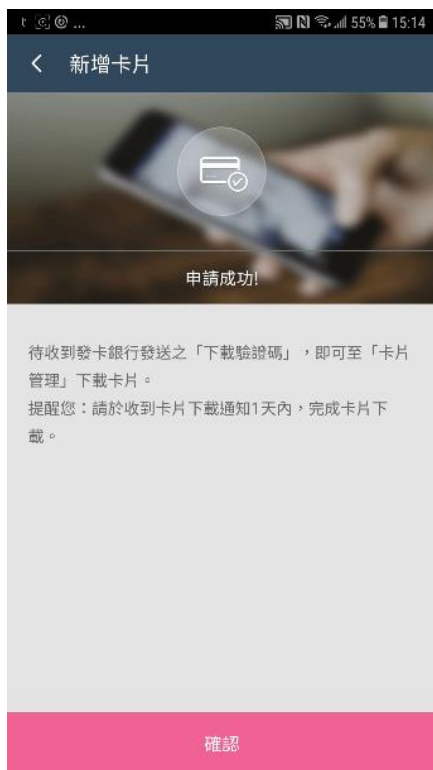 55% 15:14
新增卡片
申請成功!
待收到發卡銀行發送之「下載驗證碼」，即可至「卡片
管理」下載卡片。
提醒您：請於收到卡片下載通知1天內，完成卡片下
載。
確認